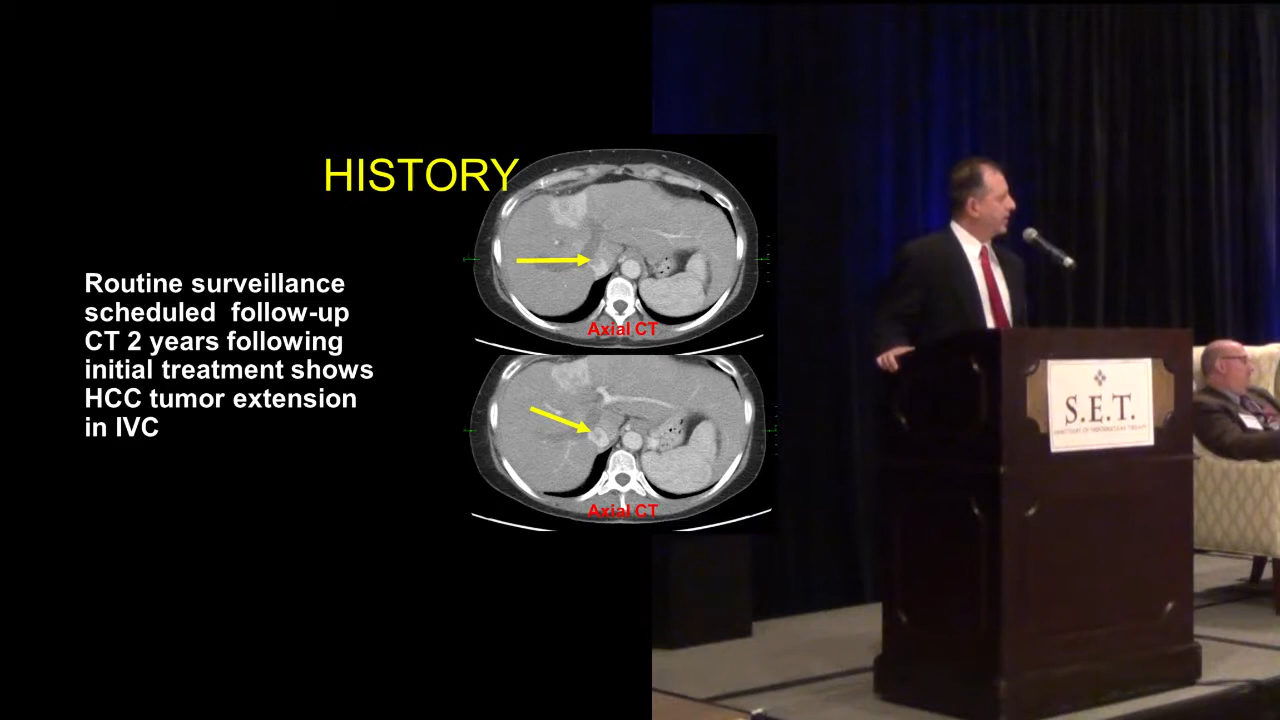 HISTORY
Routine surveillance
scheduled  follow-up
CT 2 years following
initial treatment shows
HCC tumor extension
in IVC
Axial CT
Axial CT
S.E.T.